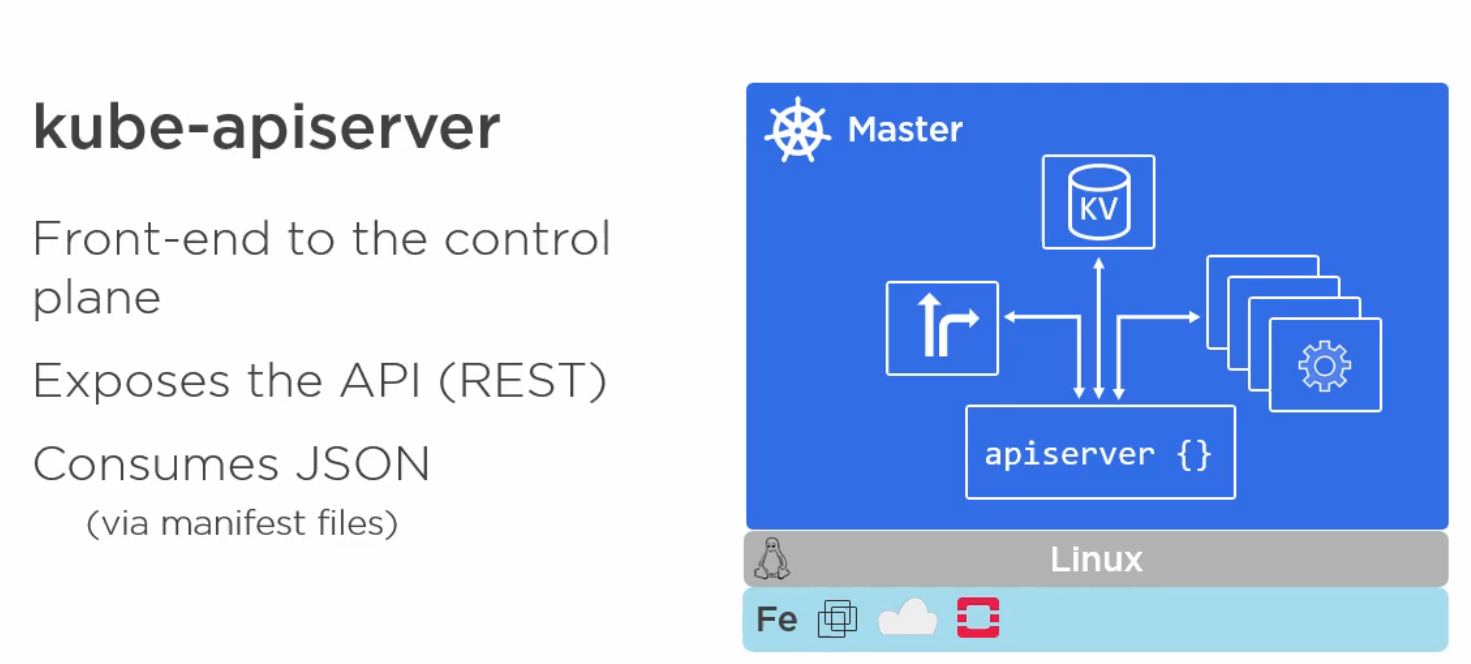 kube-apiserver
Front-end to the control
plane
Exposes the API (REST)
Consumes JSON
(via manifest files)
Master
KV
apiserver {}
Linux
Fe